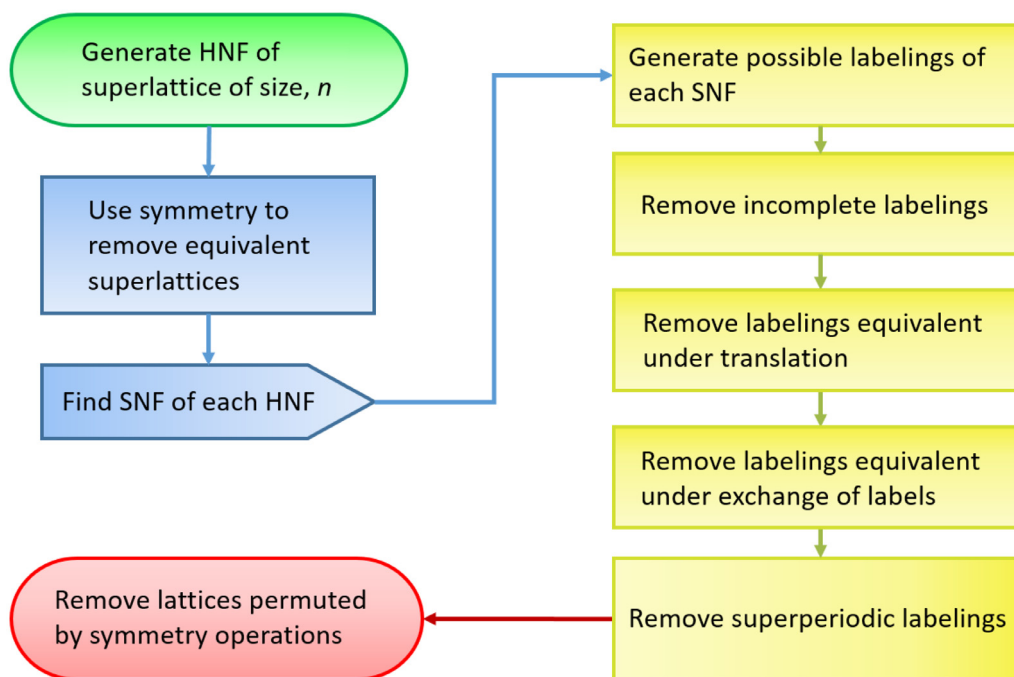 Generate HNF of
superlattice of size, n
Use symmetry to
remove equivalent
superlattices
Find SNF of each HNF
Generate possible labelings of
each SNF
Remove incomplete labelings
Remove labelings equivalent
under translation
Remove labelings equivalent
under exchange of labels
Remove superperiodic labelings
Remove lattices permuted
by symmetry operations